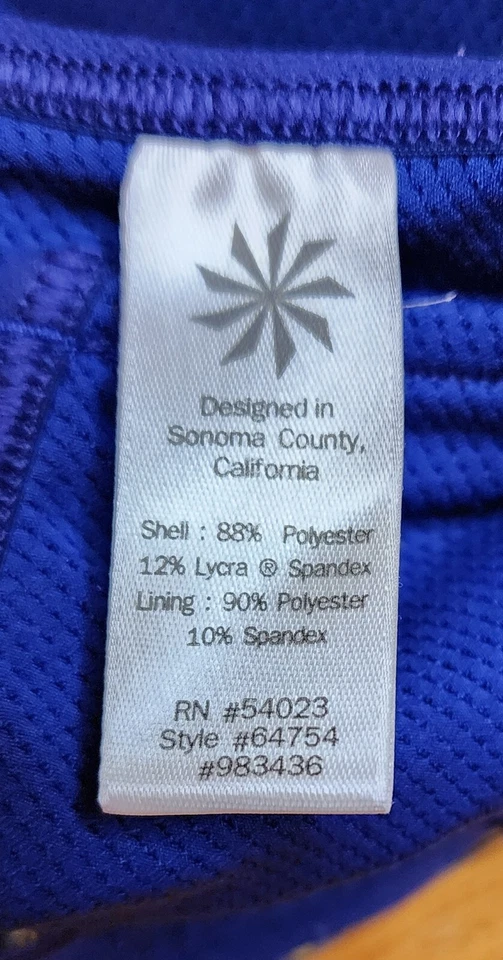 Designed in
Sonoma County,
California
Shell : 88% Polyester
12% Lycra ® Spandex
Lining : 90% Polyester
10% Spandex
RN #54023
Style #64754
#983436